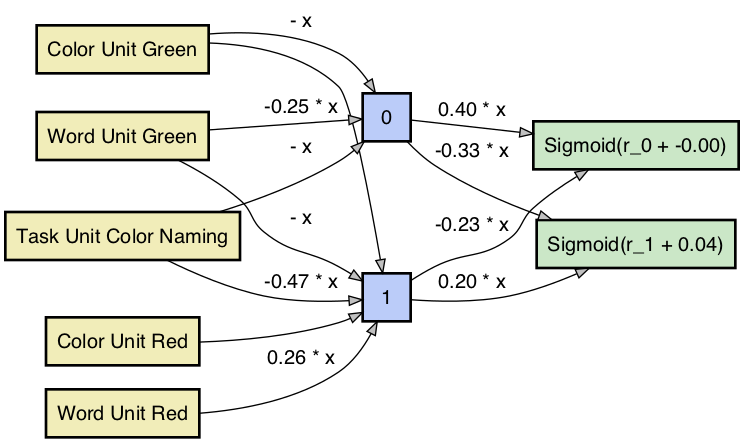 - x
Color Unit Green
-0.25 * x
0
0.40 * x
Word Unit Green
Sigmoid(r_0 + -0.00)
- x
-0.33 * x
- x
-0.23 * x
Task Unit Color Naming
Sigmoid(r_1 + 0.04)
-0.47 * x
1
0.20 * x
Color Unit Red
0.26 * x
Word Unit Red